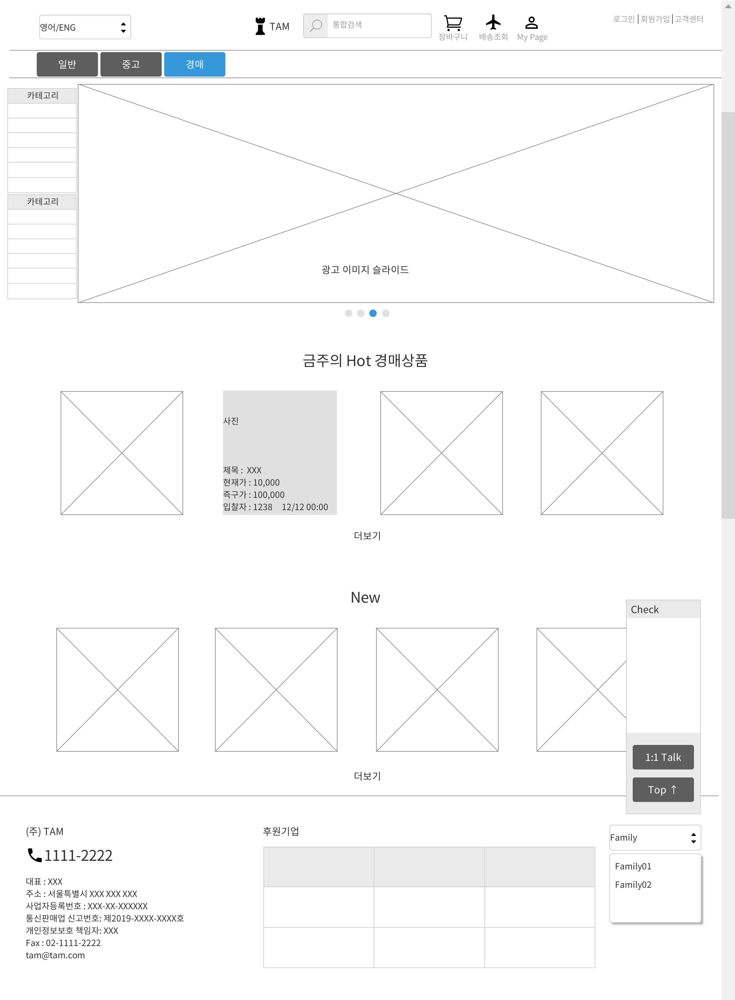 영어/ENG
TAM
통합검색
장바구니
배송조회
My Page
로그인
회원가입
고객센터
일반
중고
경매
카테고리
카테고리
광고 이미지 슬라이드
금주의 Hot 경매상품
사진
제목 : XXX
현재가 : 10,000
즉구가 : 100,000
입찰자 : 1238 12/12 00:00
더보기
New
Check
1:1 Talk
Top ↑
더보기
(주) TAM
1111-2222
대표 : XXX
주소 : 서울특별시 XXX XXX XXX
사업자등록번호 : XXX-XX-XXXXXX
통신판매업 신고번호: 제2019-XXXX-XXXX호
개인정보보호 책임자: XXX
Fax : 02-1111-2222
tam@tam.com
후원기업
Family
Family01
Family02